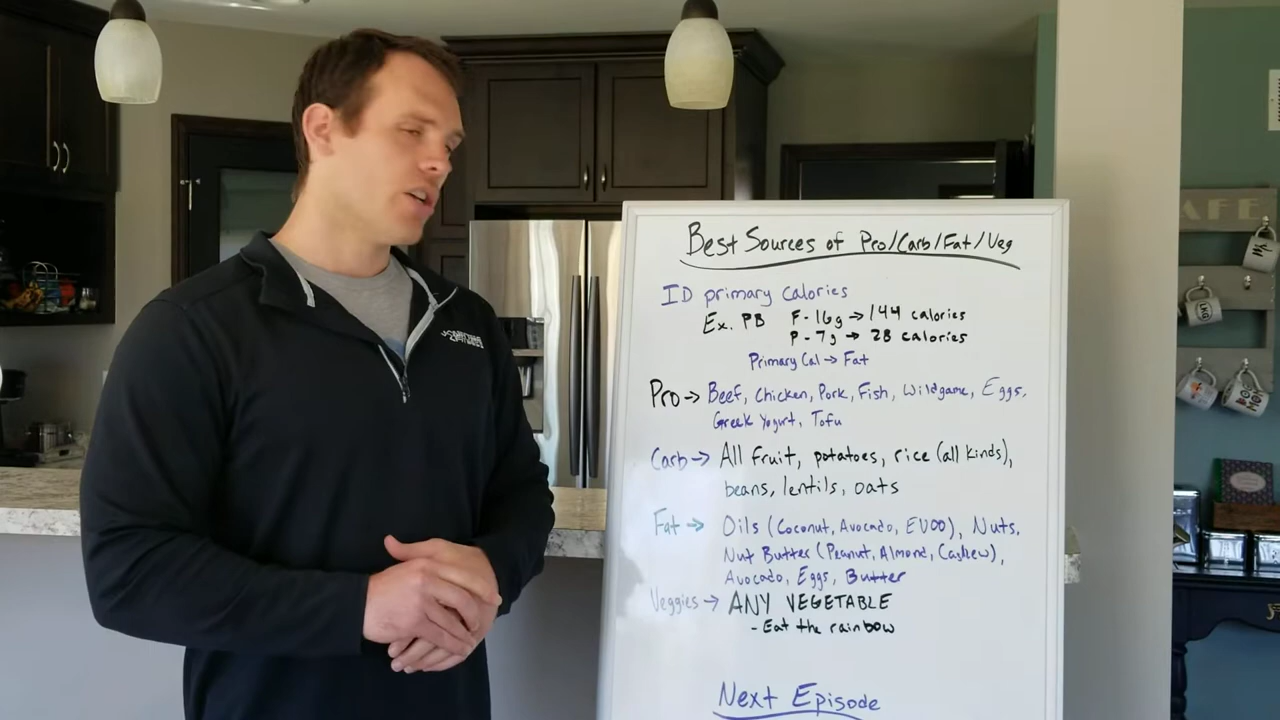 Best Sources of Pro/Carb/Fat/Veg
ID primary calories
Ex. PB F-16g → 144 calories
P-7g → 28 calories
Primary Cal → Fat
Pro → Beef, Chicken, Pork, Fish, Wildgame, Eggs,
Greek Yogurt, Tofu
Carb → All fruit, potatoes, rice (all kinds),
beans, lentils, oats
Fat → Oils (Coconut, Avocado, EVOO), Nuts,
Nut Butter (Peanut, Almond, Cashew),
Avocado, Eggs, Butter
Veggies → ANY VEGETABLE
- Eat the rainbow
Next Episode
AFE